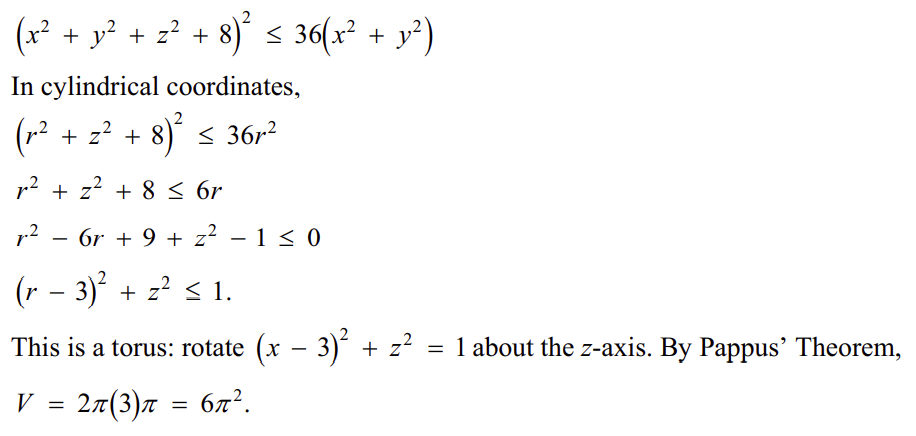 (x² + y² + z² + 8)² ≤ 36(x² + y²)
In cylindrical coordinates,
(r² + z² + 8)² ≤ 36r²
r² + z² + 8 ≤ 6r
r² − 6r + 9 + z² − 1 ≤ 0
(r − 3)² + z² ≤ 1.
This is a torus: rotate (x − 3)² + z² = 1 about the z-axis. By Pappus’ Theorem,
V = 2π(3)π = 6π².